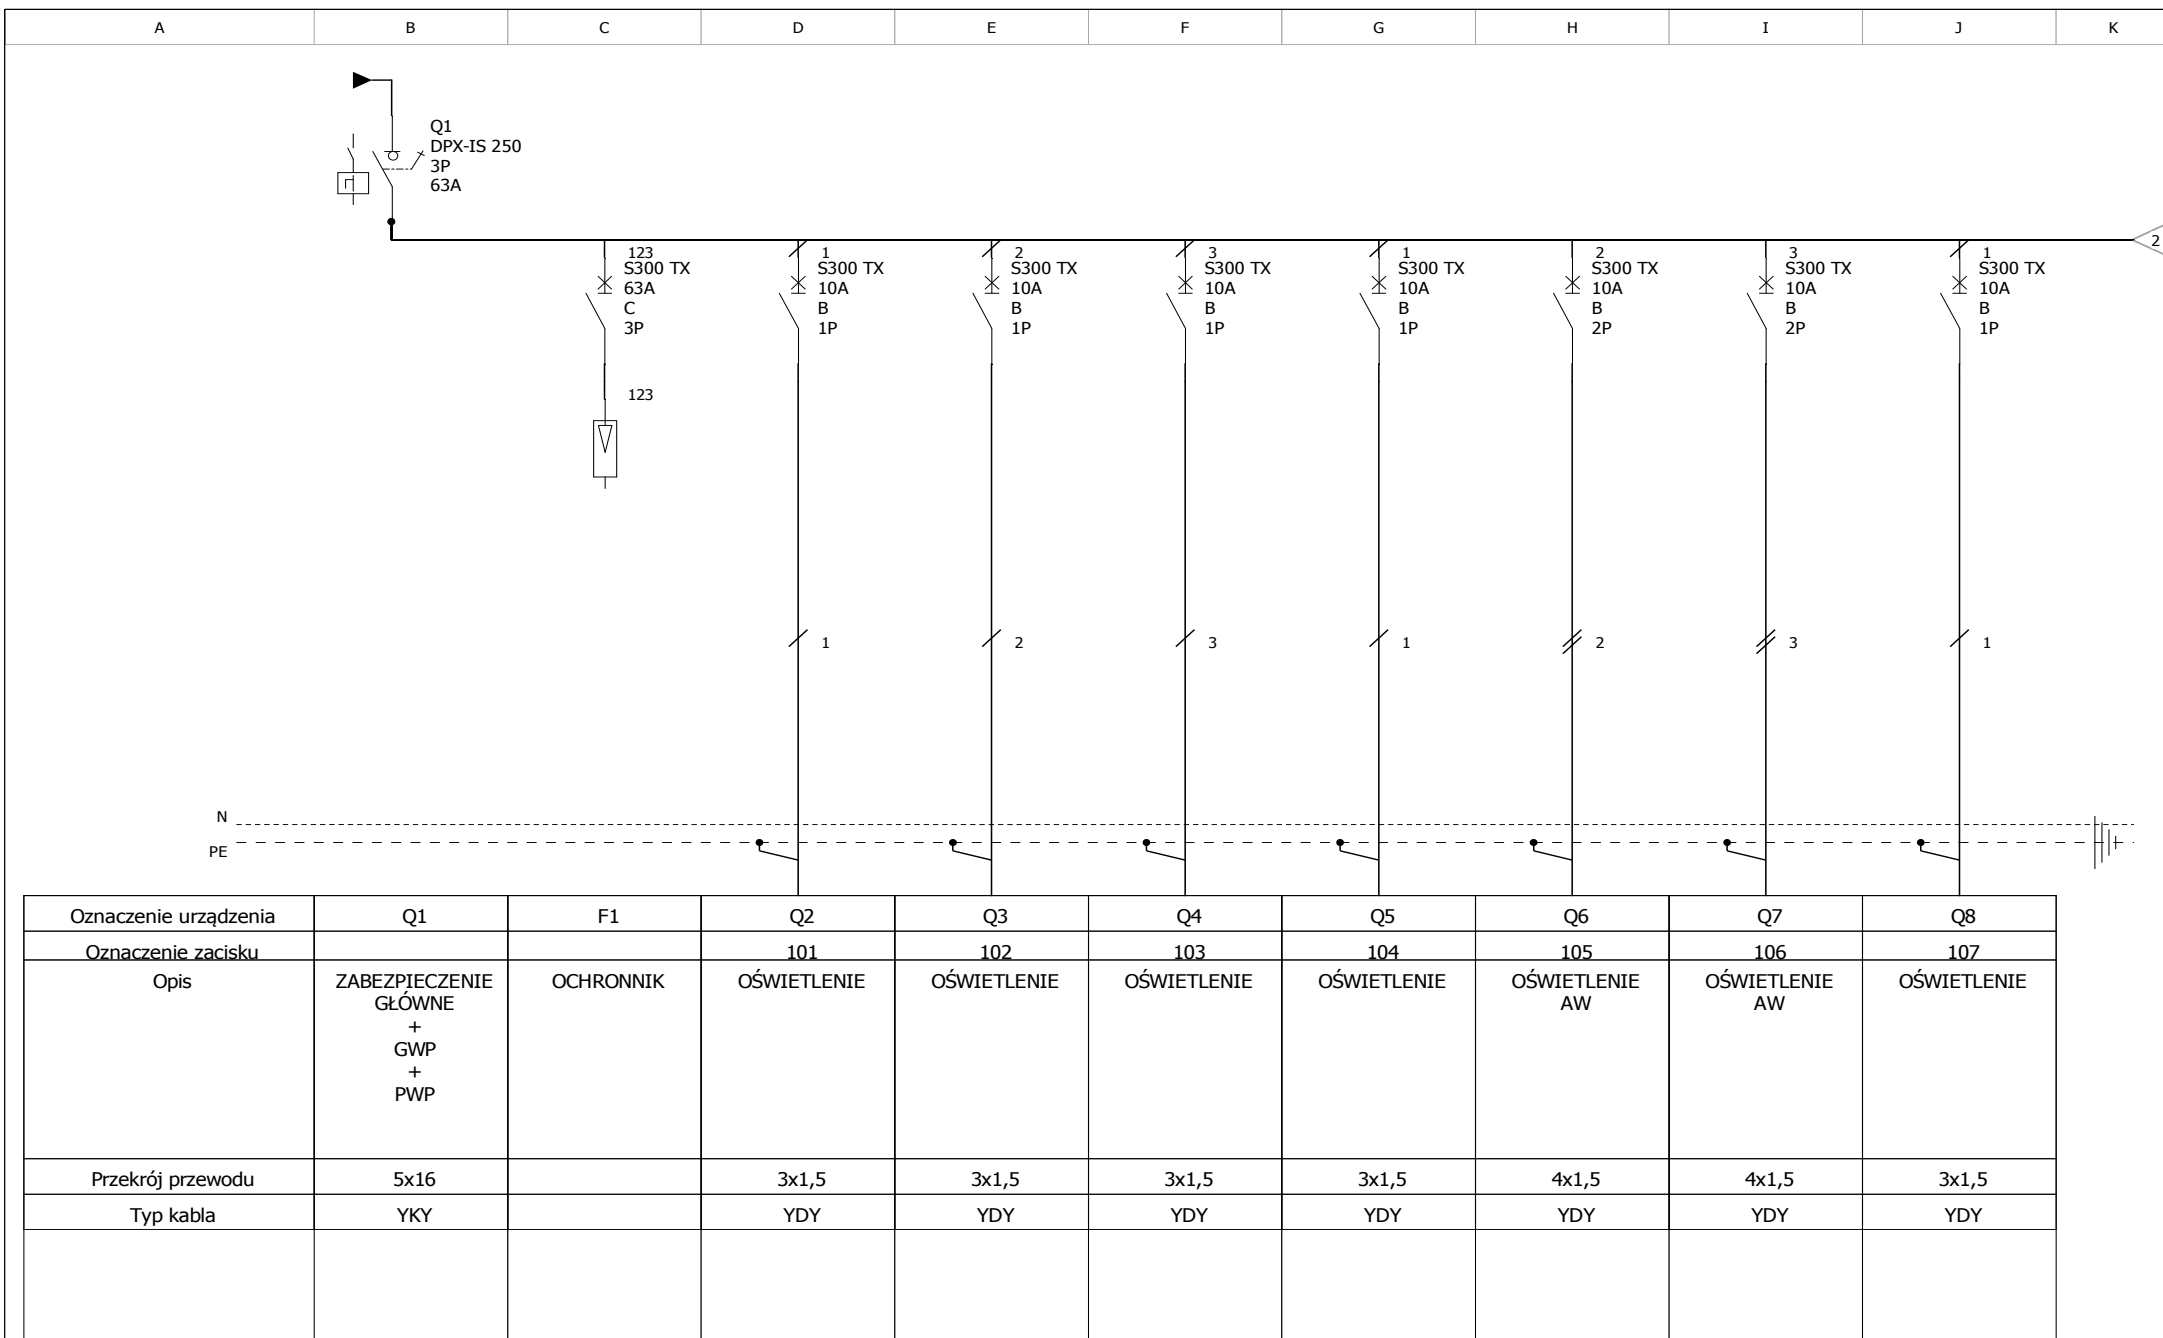 A B C D E F G H I J K
Q1
DPX-IS 250
3P
63A
2
123 1 2 3 1 2 3 1
S300 TX S300 TX S300 TX S300 TX S300 TX S300 TX S300 TX S300 TX
63A 10A 10A 10A 10A 10A 10A 10A
C B B B B B B B
3P 1P 1P 1P 1P 2P 2P 1P
123
1 2 3 1 2 3 1
N
PE
Oznaczenie urządzenia Q1 F1 Q2 Q3 Q4 Q5 Q6 Q7 Q8
Oznaczenie zacisku 101 102 103 104 105 106 107
Opis ZABEZPIECZENIE OCHRONNIK OŚWIETLENIE OŚWIETLENIE OŚWIETLENIE OŚWIETLENIE OŚWIETLENIE OŚWIETLENIE OŚWIETLENIE
GŁÓWNE AW AW
+
GWP
+
PWP
Przekrój przewodu 5x16 3x1,5 3x1,5 3x1,5 3x1,5 4x1,5 4x1,5 3x1,5
Typ kabla YKY YDY YDY YDY YDY YDY YDY YDY